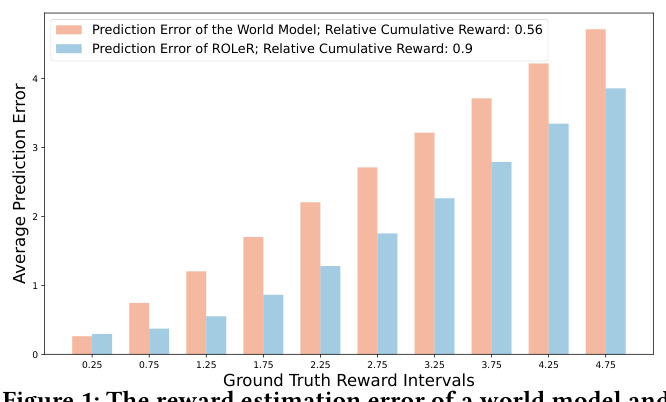 Prediction Error of the World Model; Relative Cumulative Reward: 0.56
Prediction Error of ROLeR; Relative Cumulative Reward: 0.9
Average Prediction Error
4
3
2
1
0
0.25 0.75 1.25 1.75 2.25 2.75 3.25 3.75 4.25 4.75
Ground Truth Reward Intervals
Figure 1: The reward estimation error of a world model and